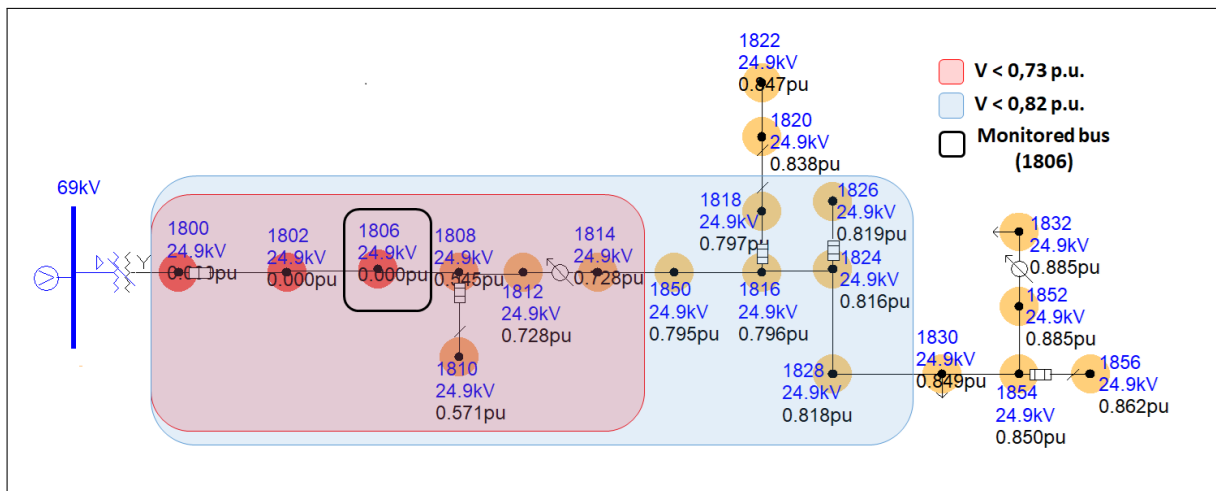 1822
24.9kV
0.847pu
1820
24.9kV
0.838pu
V < 0,73 p.u.
V < 0,82 p.u.
Monitored bus
(1806)
69kV
1800
24.9kV
1802
24.9kV
0.000pu
1806
24.9kV
0.000pu
1808
24.9kV
0.545pu
1810
24.9kV
0.571pu
1812
24.9kV
0.728pu
1814
24.9kV
0.728pu
1850
24.9kV
0.795pu
1818
24.9kV
0.797pu
1816
24.9kV
0.796pu
1826
24.9kV
0.819pu
1824
24.9kV
0.816pu
1828
24.9kV
0.818pu
1830
24.9kV
0.849pu
1832
24.9kV
0.885pu
1852
24.9kV
0.885pu
1854
24.9kV
0.850pu
1856
24.9kV
0.862pu